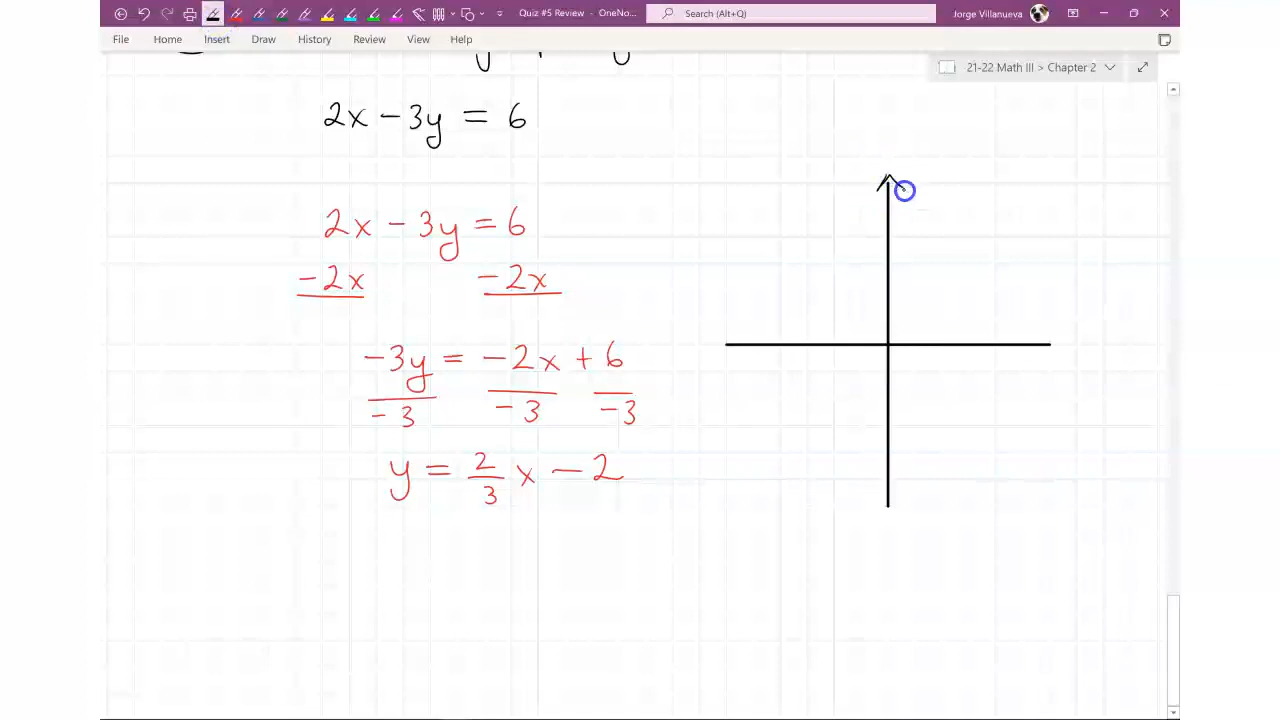 Quiz #5 Review - OneNo...
Search (Alt+Q)
Jorge Villanueva
File Home Insert Draw History Review View Help
21-22 Math III > Chapter 2
2x - 3y = 6
2x - 3y = 6
-2x -2x
-3y = -2x + 6
-3 -3 -3
y = 2/3 x - 2